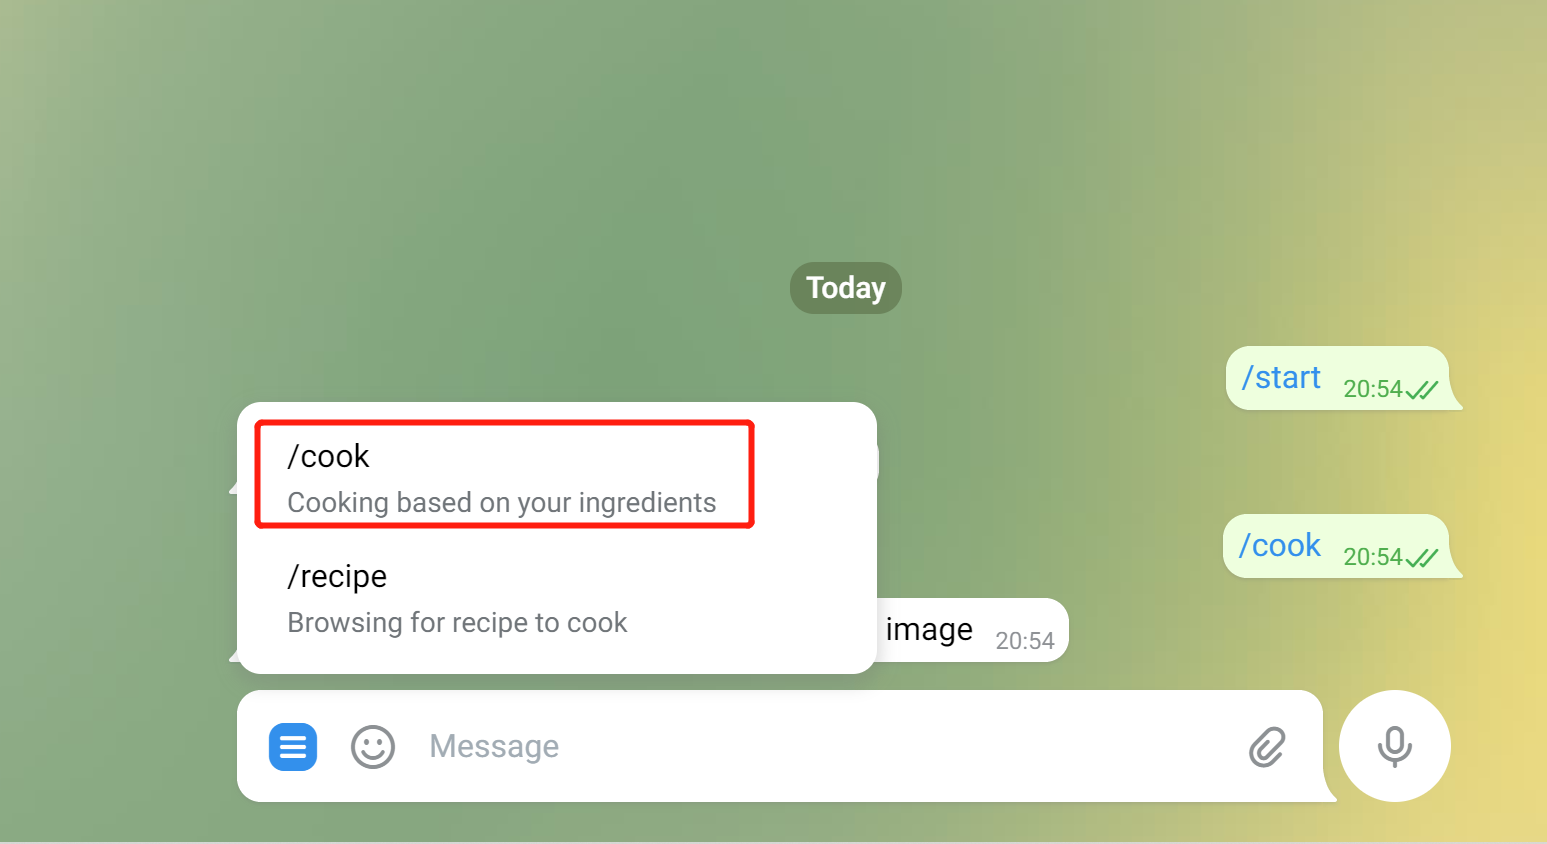 Today
/start 20:54
/cook
Cooking based on your ingredients
/cook 20:54
/recipe
Browsing for recipe to cook
image 20:54
Message